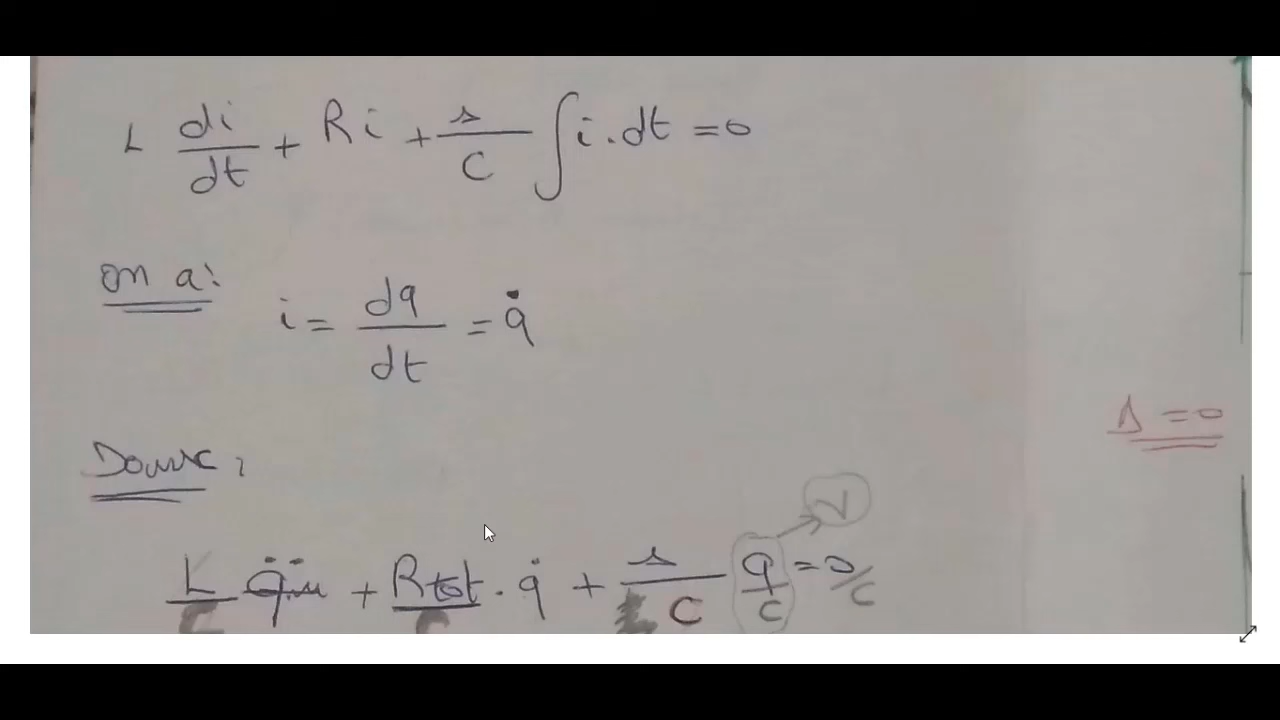 L di/dt + Ri + 1/C ∫ i . dt = 0
on a :
i = dq/dt = q̇
Δ = 0
Donc :
V
L/C q̈ + Rtot/C . q̇ + 1/C q/C = 0/C